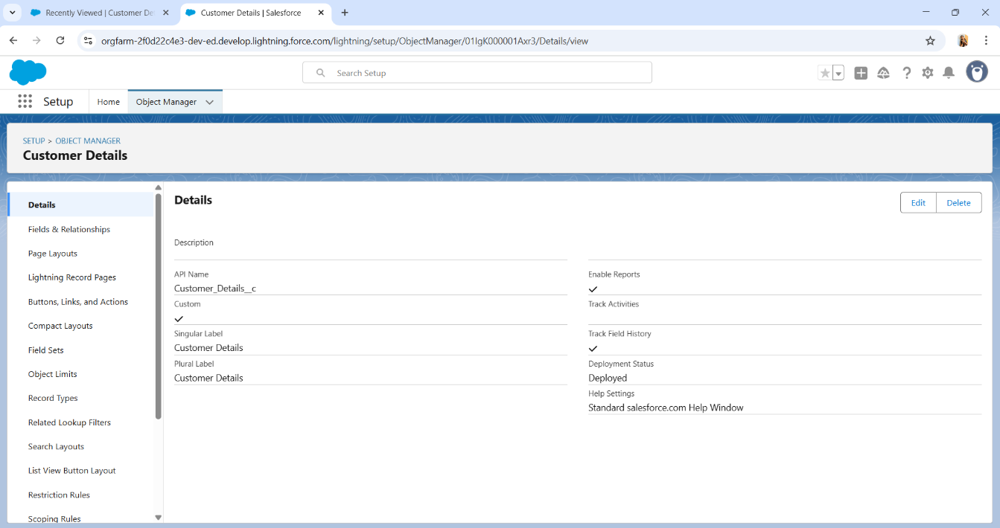 Recently Viewed | Customer De
Customer Details | Salesforce
orgfarm-2f0d22c4e3-dev-ed.develop.lightning.force.com/lightning/setup/ObjectManager/01IgK000001Axr3/Details/view
Search Setup
Setup
Home
Object Manager
SETUP > OBJECT MANAGER
Customer Details
Details
Fields & Relationships
Page Layouts
Lightning Record Pages
Buttons, Links, and Actions
Compact Layouts
Field Sets
Object Limits
Record Types
Related Lookup Filters
Search Layouts
List View Button Layout
Restriction Rules
Scoping Rules
Details
Edit
Delete
Description
API Name
Customer_Details__c
Custom
Singular Label
Customer Details
Plural Label
Customer Details
Enable Reports
Track Activities
Track Field History
Deployment Status
Deployed
Help Settings
Standard salesforce.com Help Window